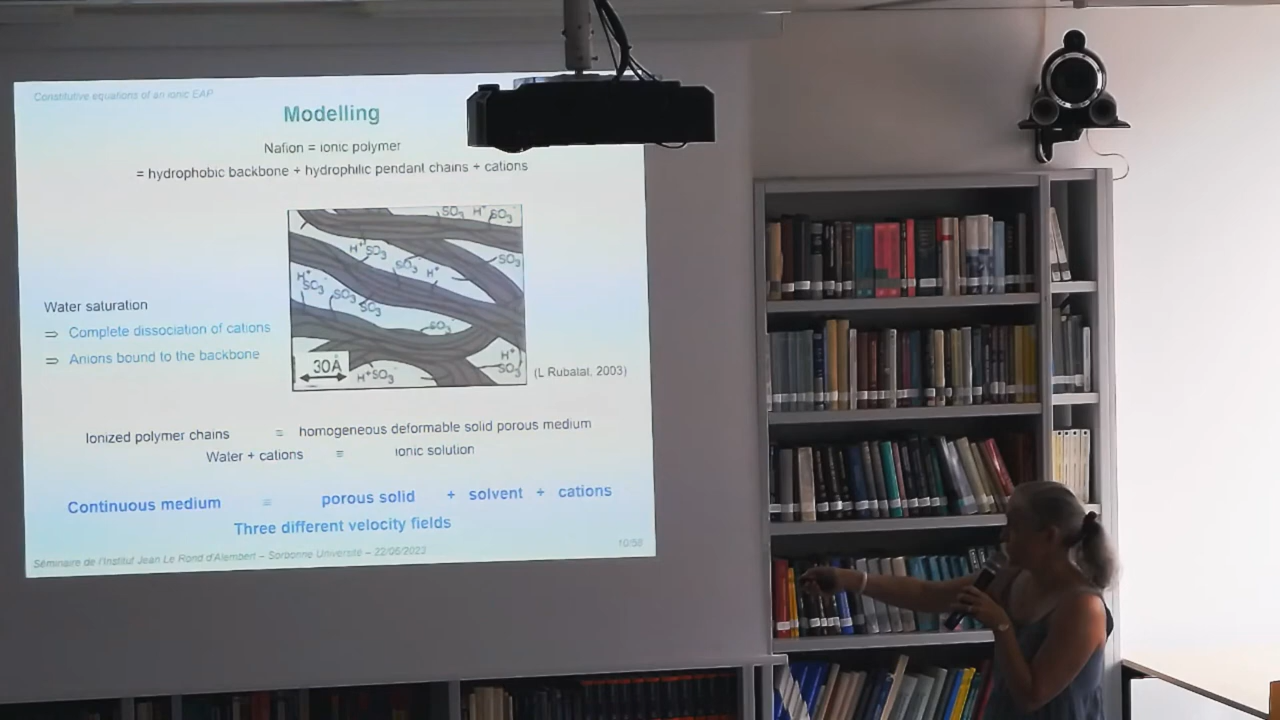 Constitutive equations of an ionic EAP
Modelling
Nafion = ionic polymer
= hydrophobic backbone + hydrophilic pendant chains + cations
SO₃⁻ H⁺ SO₃⁻
H⁺ SO₃⁻
SO₃⁻ H⁺
SO₃⁻
H⁺
SO₃⁻
SO₃⁻
SO₃⁻
SO₃⁻
H⁺
SO₃⁻
30Å
H⁺SO₃⁻
(L Rubatat, 2003)
Water saturation
⇒ Complete dissociation of cations
⇒ Anions bound to the backbone
Ionized polymer chains ≡ homogeneous deformable solid porous medium
Water + cations ≡ ionic solution
Continuous medium ≡ porous solid + solvent + cations
Three different velocity fields
Séminaire de l'Institut Jean Le Rond d'Alembert – Sorbonne Université – 22/06/2023
10/58